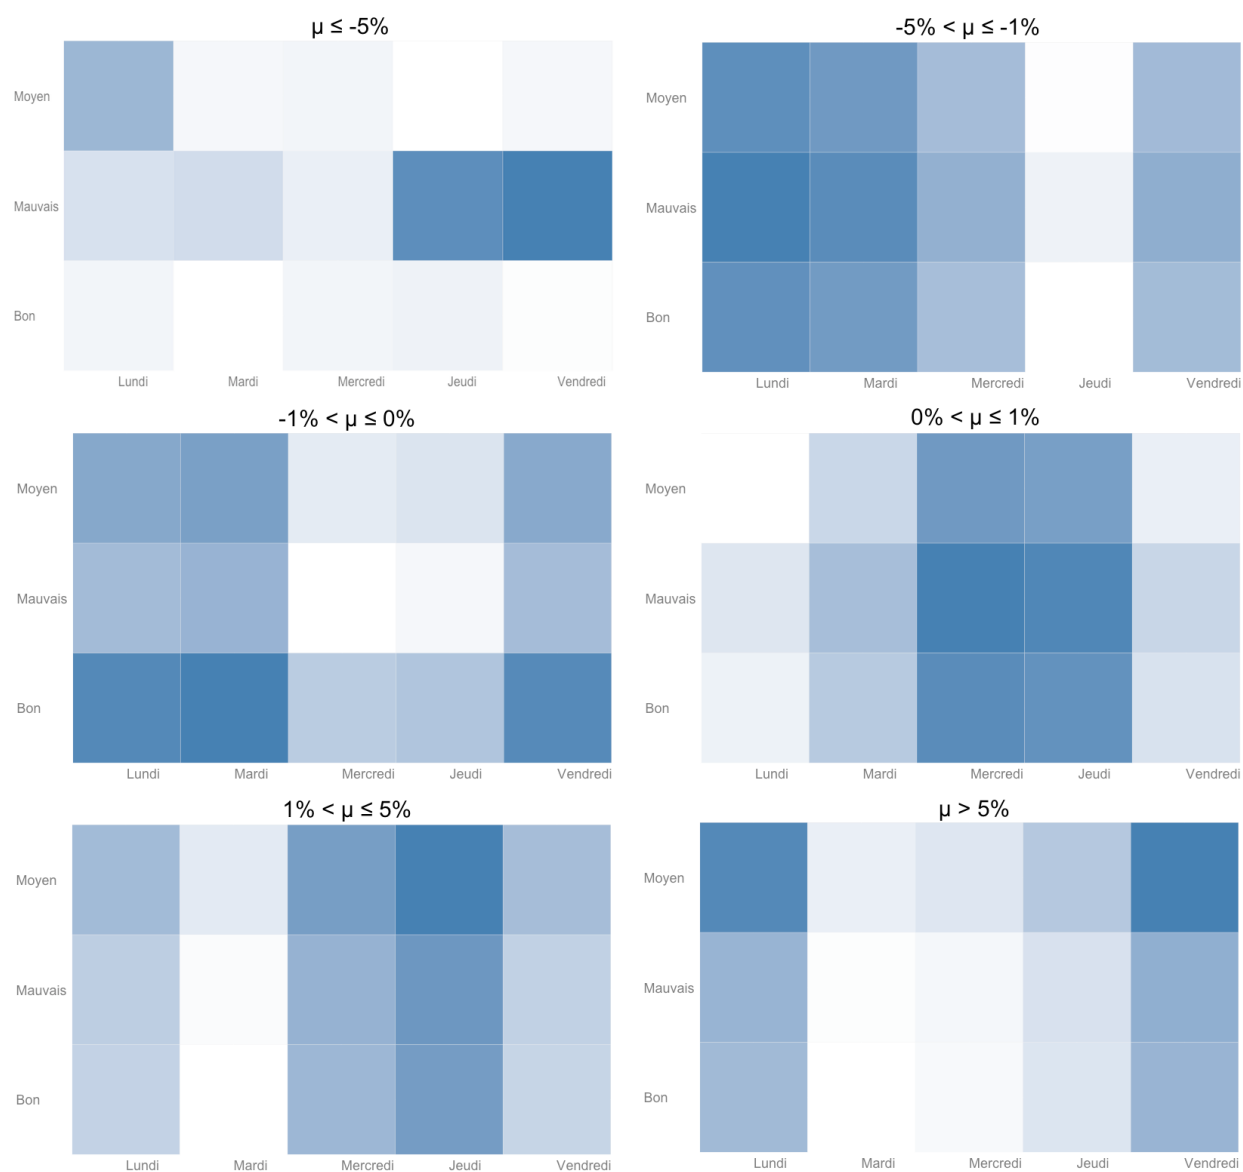 μ ≤ -5%
Moyen
Mauvais
Bon
Lundi Mardi Mercredi Jeudi Vendredi
-5% < μ ≤ -1%
Moyen
Mauvais
Bon
Lundi Mardi Mercredi Jeudi Vendredi
-1% < μ ≤ 0%
Moyen
Mauvais
Bon
Lundi Mardi Mercredi Jeudi Vendredi
0% < μ ≤ 1%
Moyen
Mauvais
Bon
Lundi Mardi Mercredi Jeudi Vendredi
1% < μ ≤ 5%
Moyen
Mauvais
Bon
Lundi Mardi Mercredi Jeudi Vendredi
μ > 5%
Moyen
Mauvais
Bon
Lundi Mardi Mercredi Jeudi Vendredi